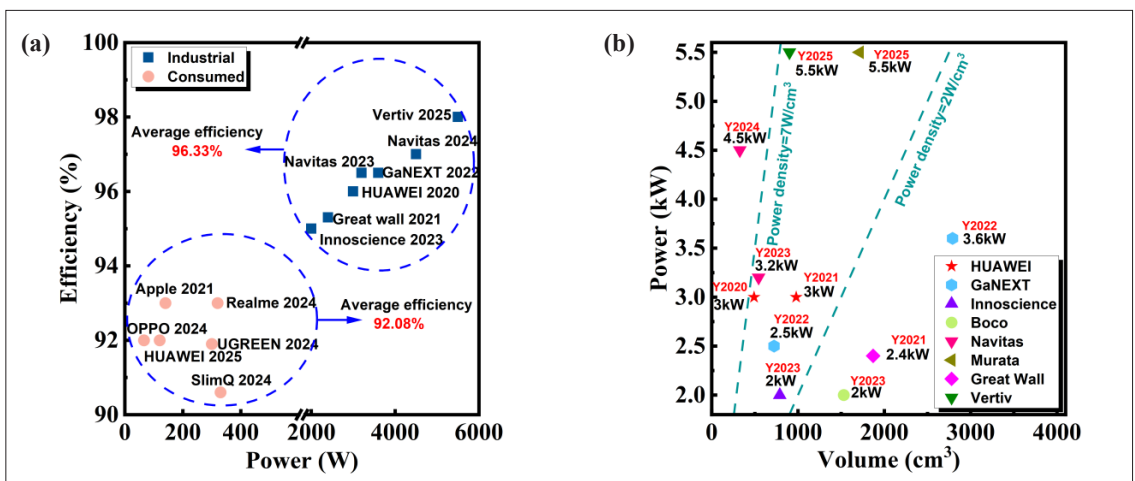 (a)
100
98
96
94
92
90
Efficiency (%)
Industrial
Consumed
Vertiv 2025
Average efficiency
96.33%
Navitas 2024
Navitas 2023
GaNEXT 2022
HUAWEI 2020
Great wall 2021
Innoscience 2023
Apple 2021
Realme 2024
Average efficiency
92.08%
OPPO 2024
UGREEN 2024
HUAWEI 2025
SlimQ 2024
0
200
400
2000
4000
6000
Power (W)
(b)
5.5
5.0
4.5
4.0
3.5
3.0
2.5
2.0
Power (kW)
Y2025
5.5kW
Y2025
5.5kW
Power density=7W/cm³
Power density=2W/cm³
Y2024
4.5kW
Y2022
3.6kW
Y2023
3.2kW
Y2020
3kW
Y2021
3kW
Y2022
2.5kW
Y2021
2.4kW
Y2023
2kW
Y2023
2kW
HUAWEI
GaNEXT
Innoscience
Boco
Navitas
Murata
Great Wall
Vertiv
0
1000
2000
3000
4000
Volume (cm³)